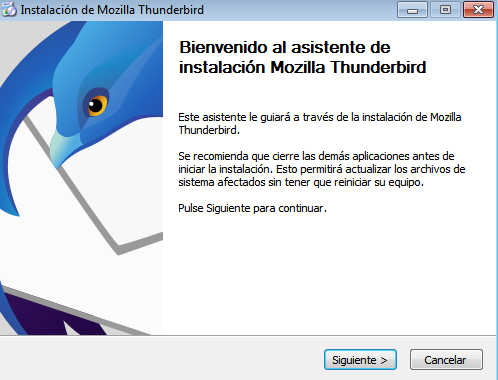 Instalación de Mozilla Thunderbird
Bienvenido al asistente de
instalación Mozilla Thunderbird
Este asistente le guiará a través de la instalación de Mozilla
Thunderbird.
Se recomienda que cierre las demás aplicaciones antes de
iniciar la instalación. Esto permitirá actualizar los archivos de
sistema afectados sin tener que reiniciar su equipo.
Pulse Siguiente para continuar.
Siguiente >
Cancelar